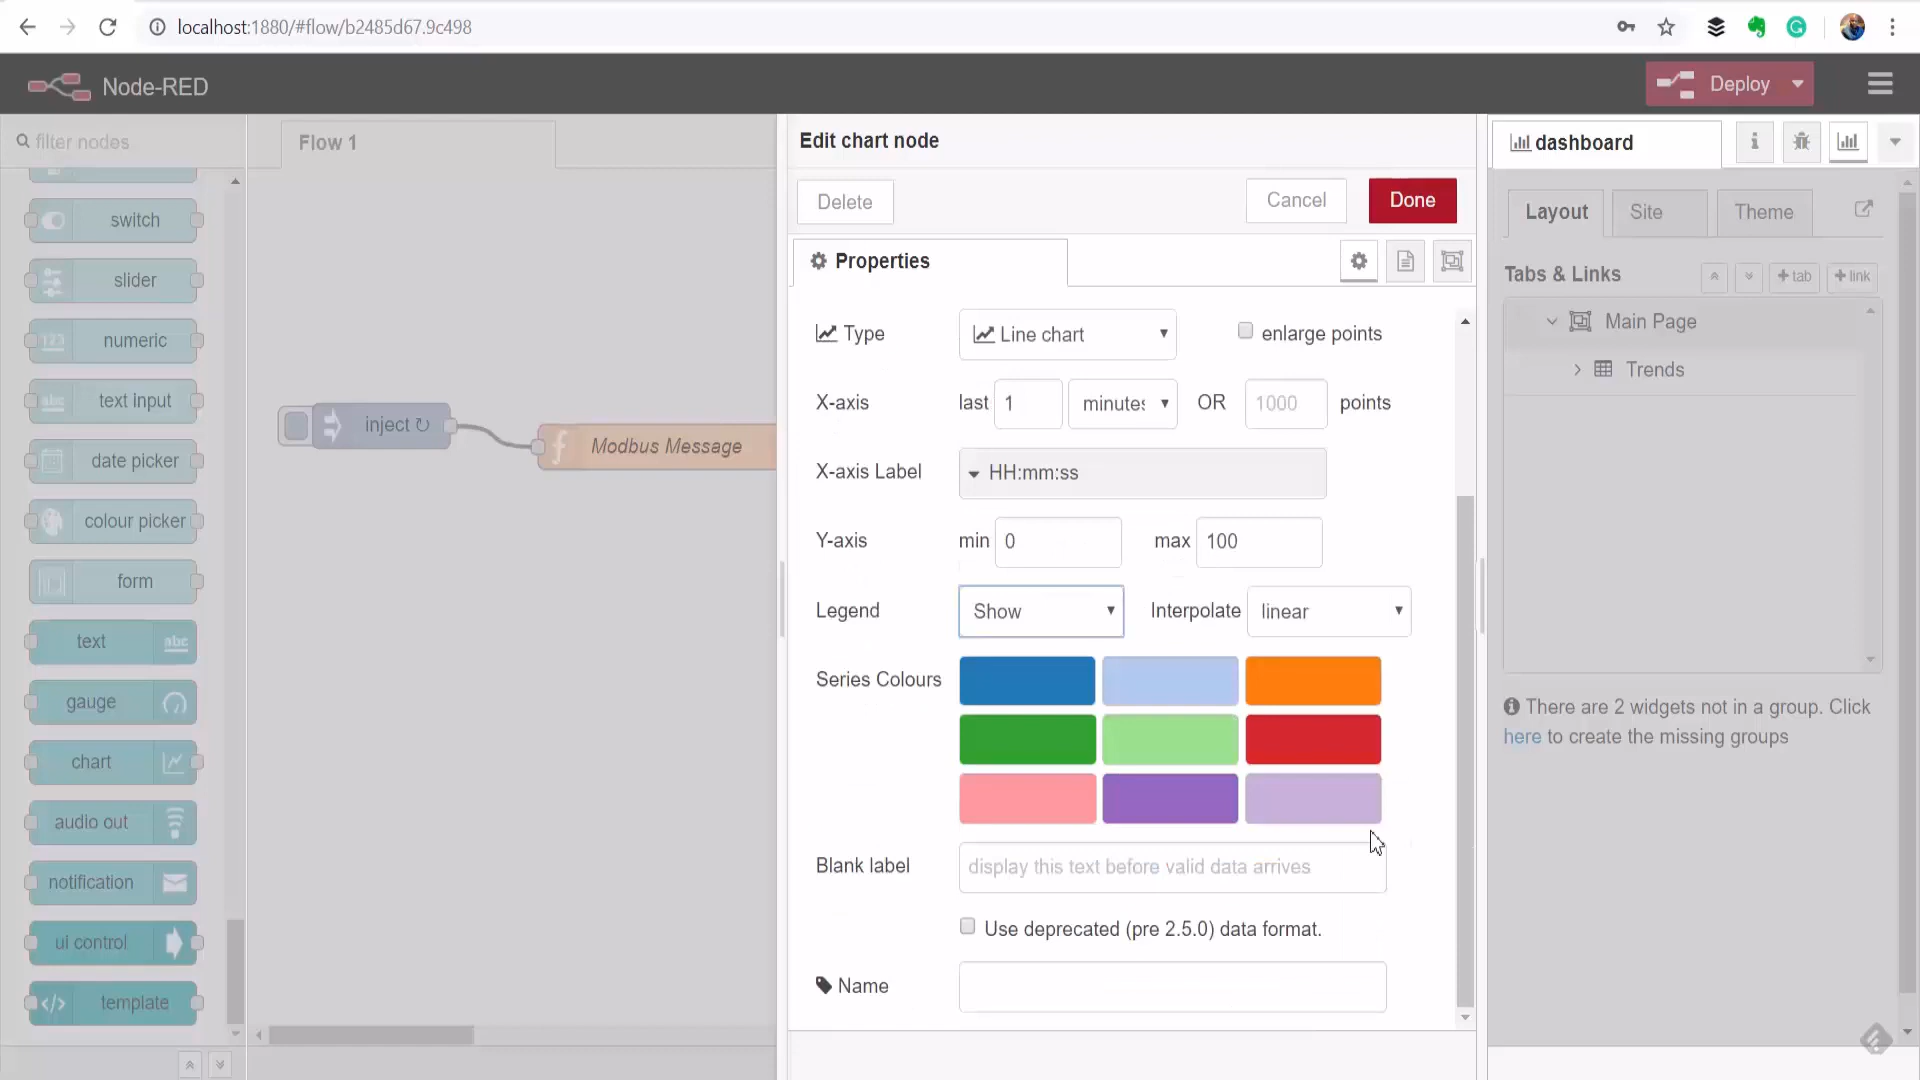 localhost:1880/#flow/b2485d67.9c498
Node-RED
Deploy
filter nodes
Flow 1
Edit chart node
dashboard
Delete
Cancel
Done
Layout
Site
Theme
switch
Properties
Tabs & Links
tab
link
slider
Type
Line chart
enlarge points
Main Page
numeric
Trends
text input
X-axis
last
1
minutes
OR
1000
points
inject ↻
Modbus Message
date picker
X-axis Label
HH:mm:ss
colour picker
Y-axis
min
0
max
100
form
Legend
Show
Interpolate
linear
text
abc
Series Colours
gauge
There are 2 widgets not in a group. Click
here to create the missing groups
chart
audio out
Blank label
display this text before valid data arrives
notification
Use deprecated (pre 2.5.0) data format.
ui control
Name
template